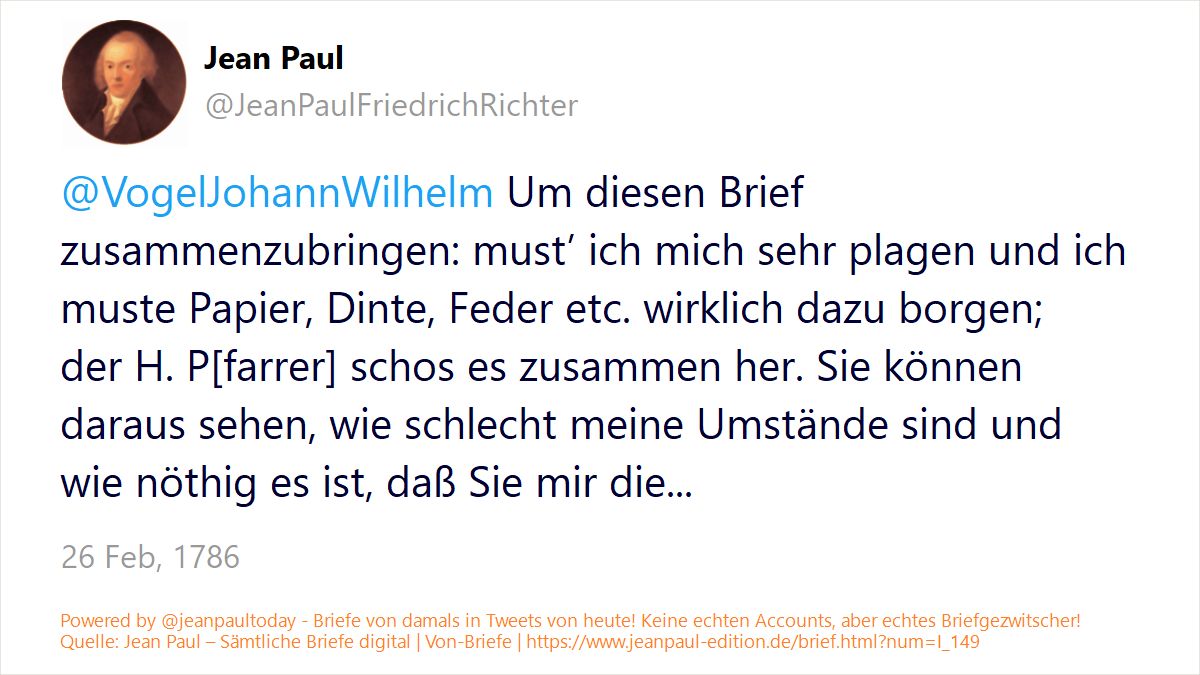 Jean Paul
@JeanPaulFriedrichRichter
@VogelJohannWilhelm Um diesen Brief
zusammenzubringen: must’ ich mich sehr plagen und ich
muste Papier, Dinte, Feder etc. wirklich dazu borgen;
der H. P[farrer] schos es zusammen her. Sie können
daraus sehen, wie schlecht meine Umstände sind und
wie nöthig es ist, daß Sie mir die...
26 Feb, 1786
Powered by @jeanpaultoday - Briefe von damals in Tweets von heute! Keine echten Accounts, aber echtes Briefgezwitscher!
Quelle: Jean Paul – Sämtliche Briefe digital | Von-Briefe | https://www.jeanpaul-edition.de/brief.html?num=I_149